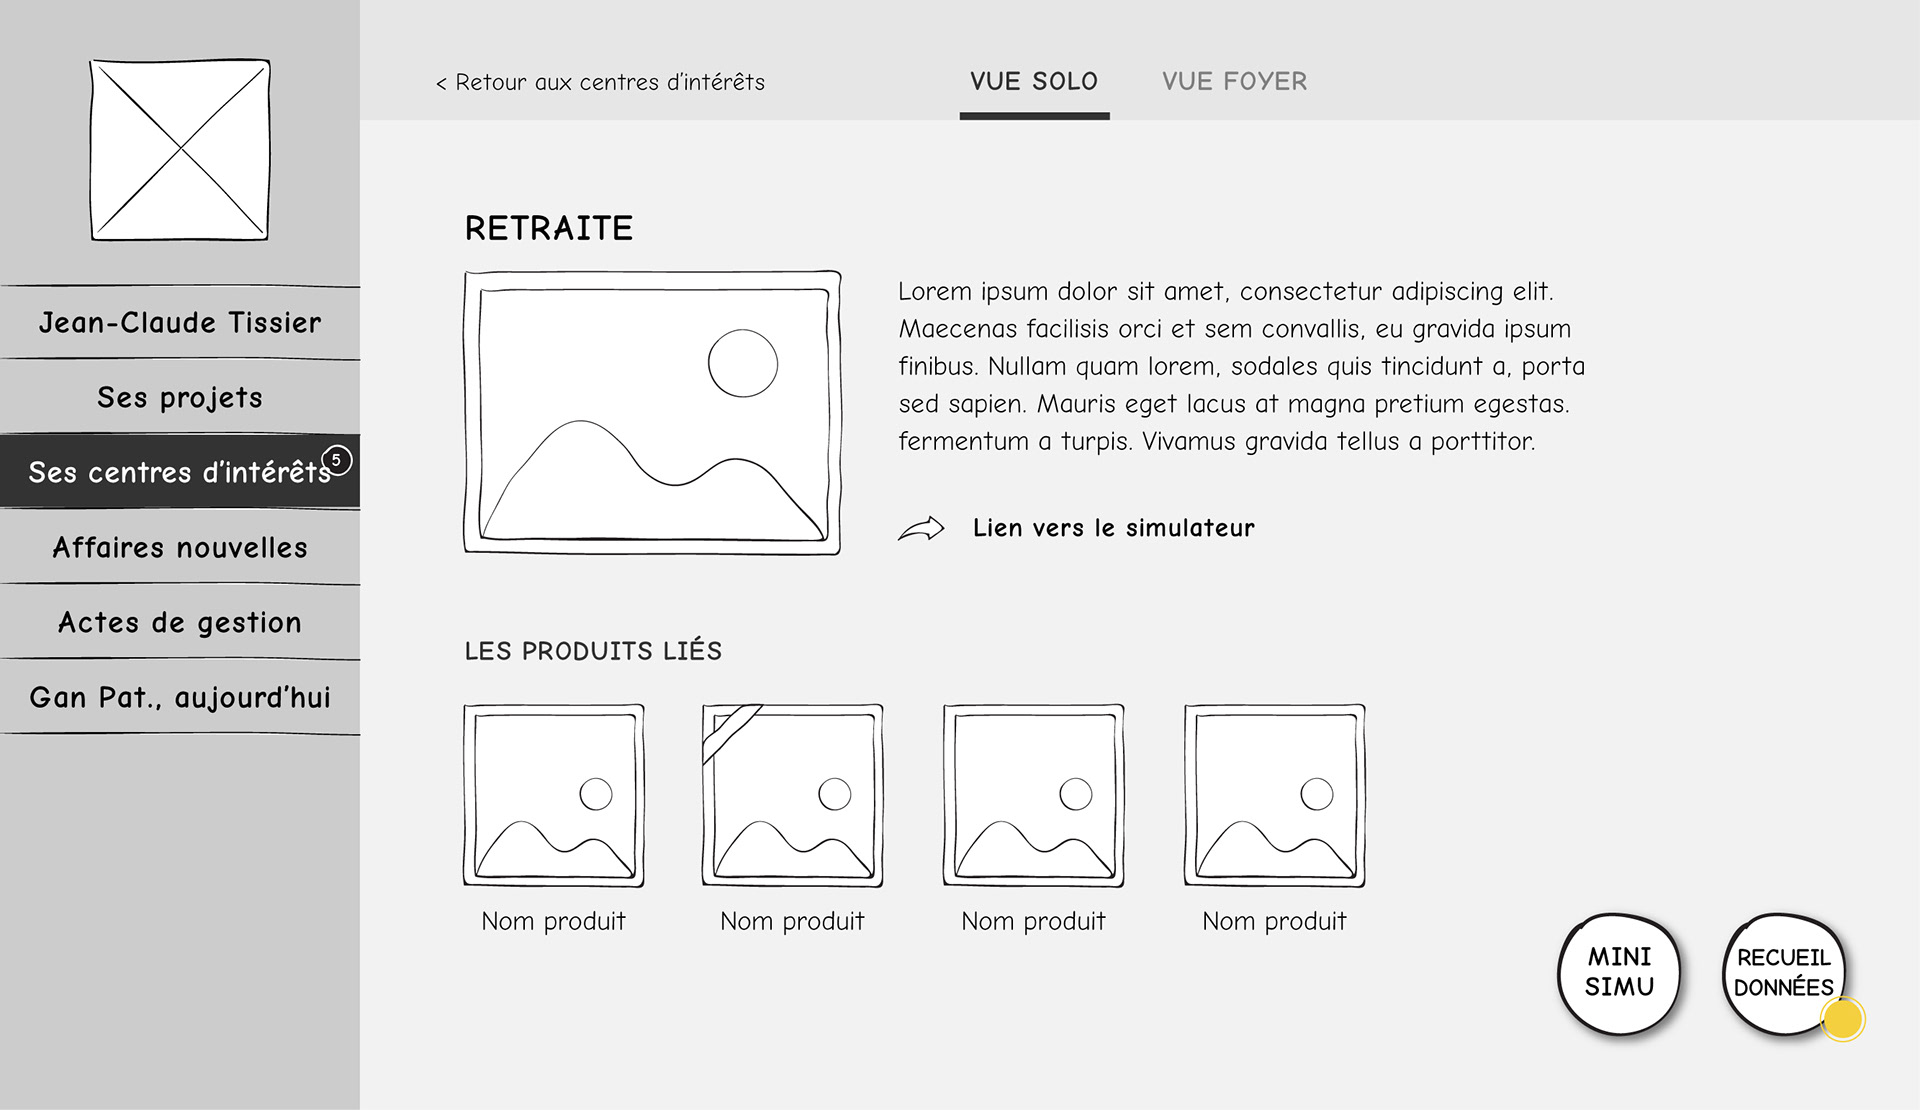 Jean-Claude Tissier
Ses projets
Ses centres d'intérêts
5
Affaires nouvelles
Actes de gestion
Gan Pat., aujourd'hui
< Retour aux centres d'intérêts
VUE SOLO
VUE FOYER
RETRAITE
Lorem ipsum dolor sit amet, consectetur adipiscing elit.
Maecenas facilisis orci et sem convallis, eu gravida ipsum
finibus. Nullam quam lorem, sodales quis tincidunt a, porta
sed sapien. Mauris eget lacus at magna pretium egestas.
fermentum a turpis. Vivamus gravida tellus a porttitor.
Lien vers le simulateur
LES PRODUITS LIÉS
Nom produit
Nom produit
Nom produit
Nom produit
MINI
SIMU
RECUEIL
DONNÉES